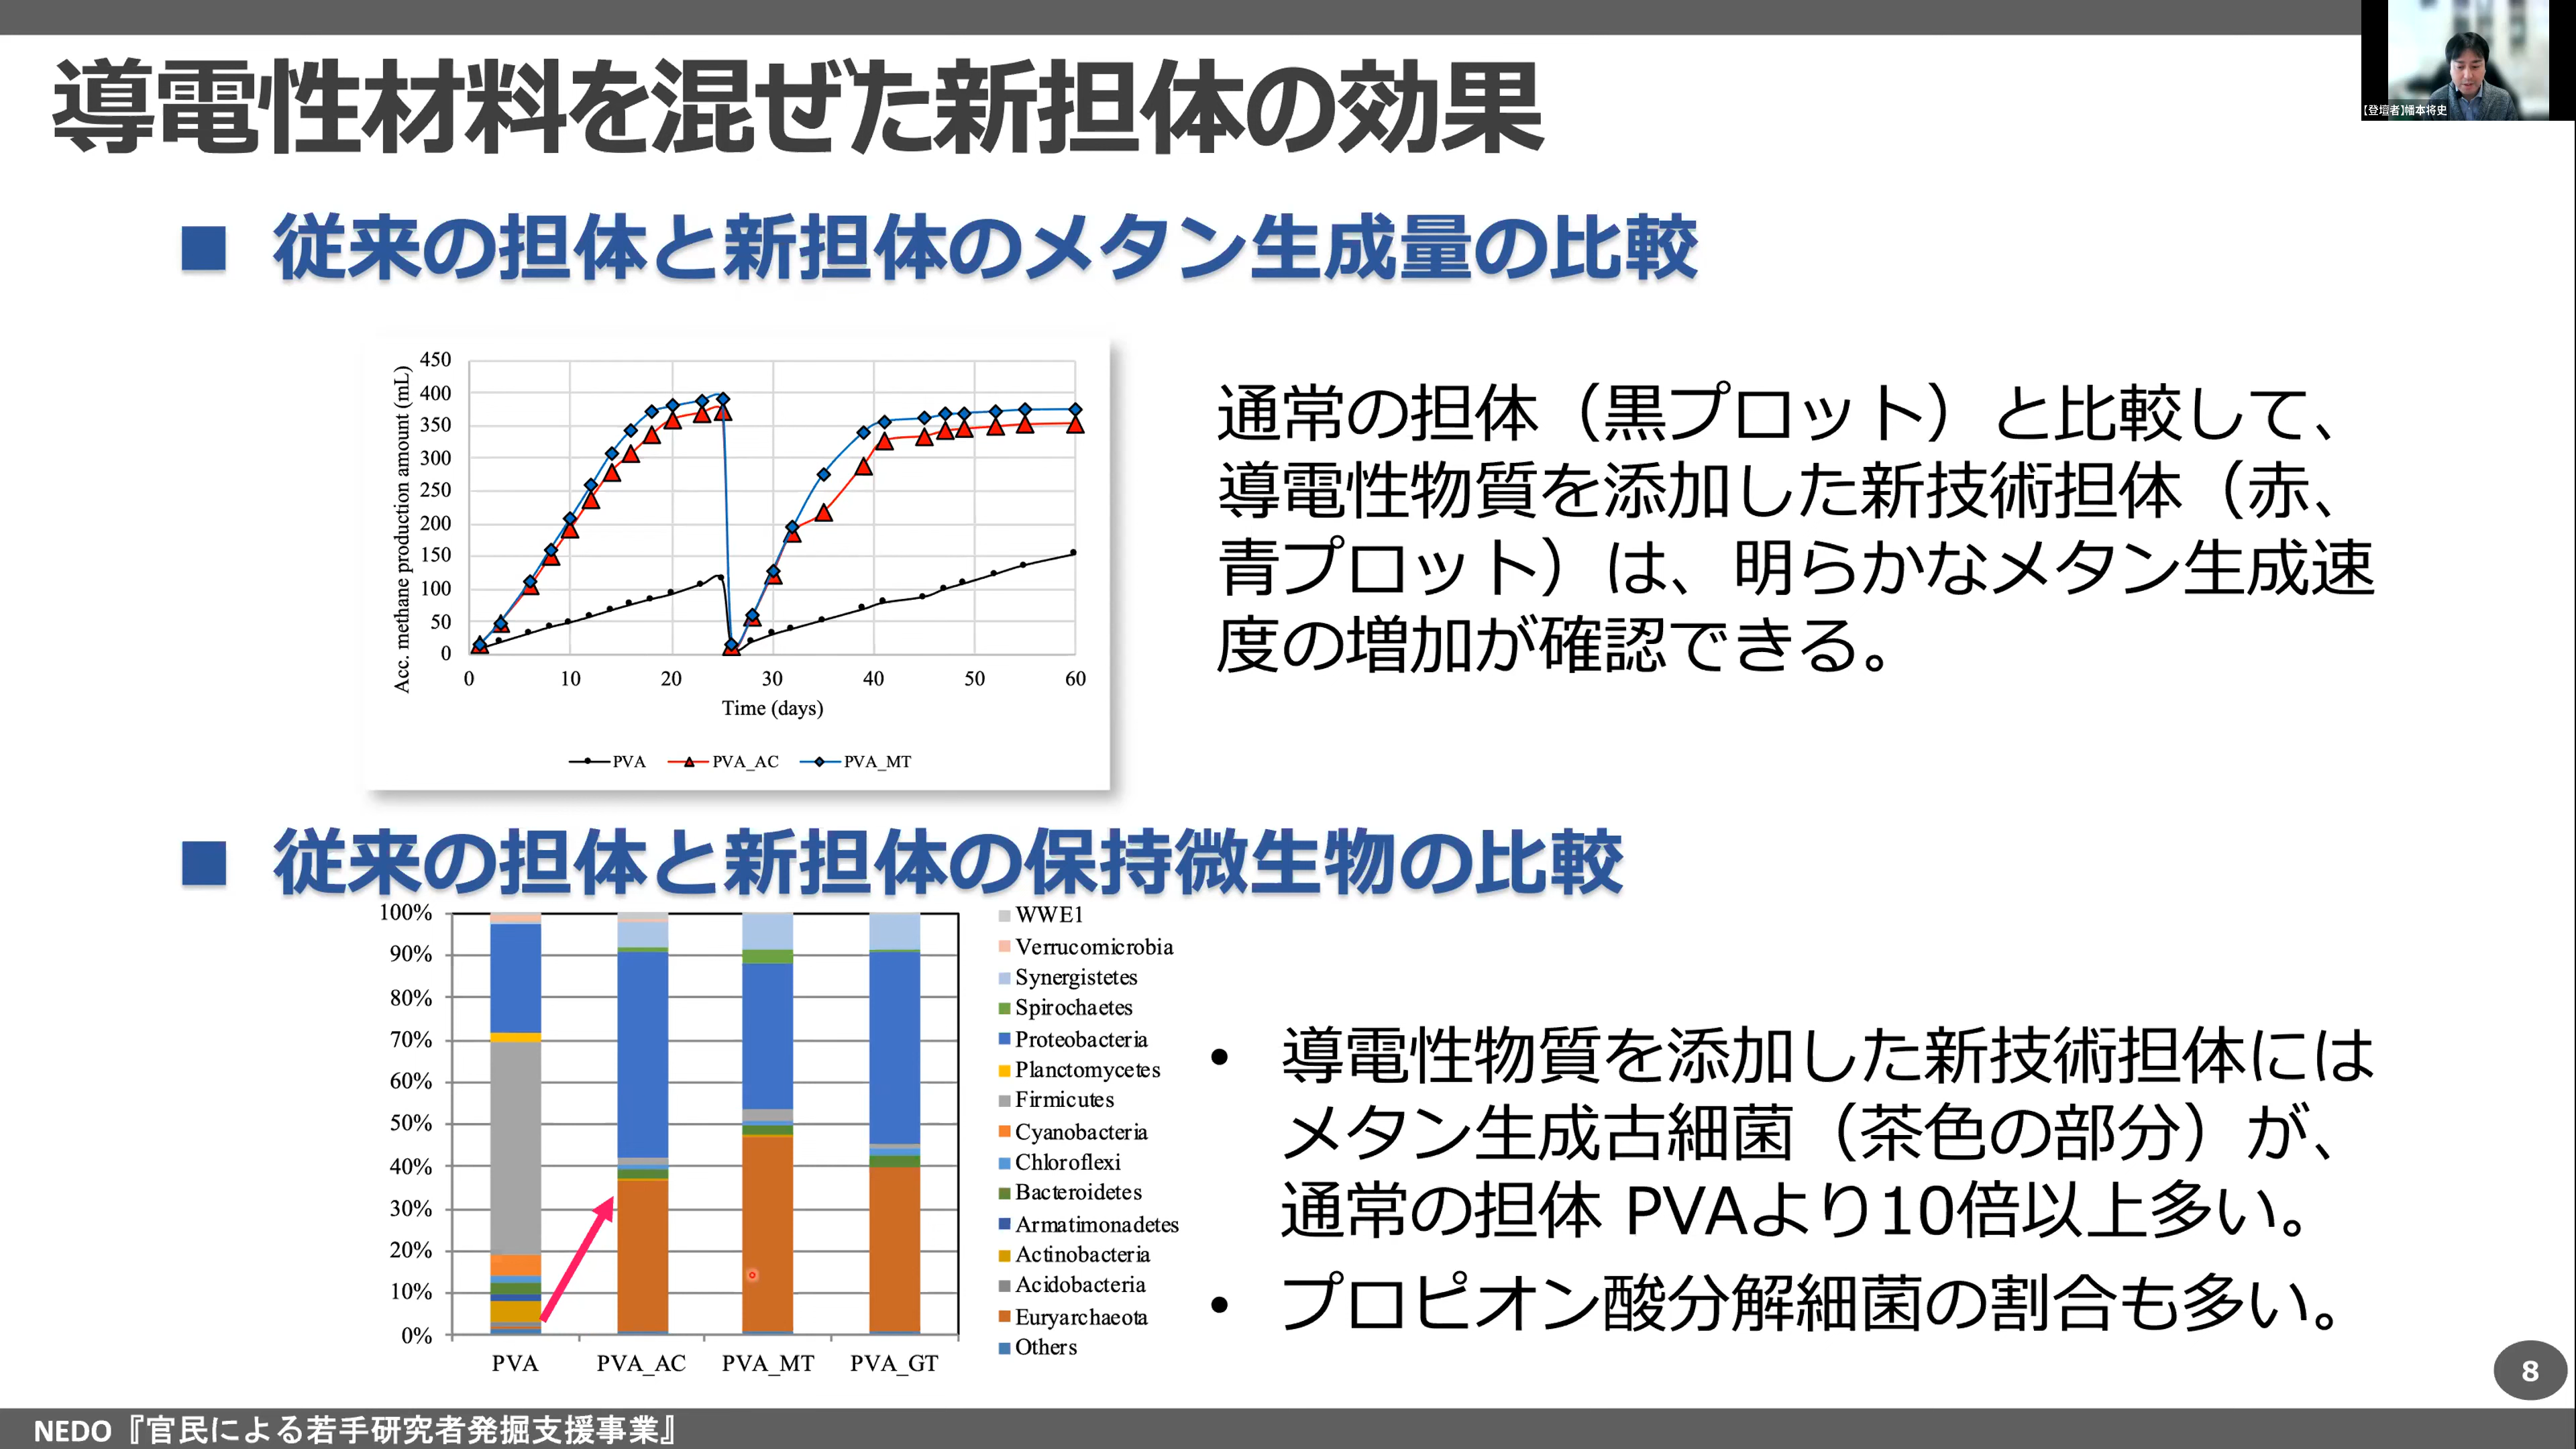 導電性材料を混ぜた新担体の効果
【登壇者】幡本将史
■ 従来の担体と新担体のメタン生成量の比較
Acc. methane production amount (mL)
450
400
350
300
250
200
150
100
50
0
0 10 20 30 40 50 60
Time (days)
PVA PVA_AC PVA_MT
通常の担体（黒プロット）と比較して、
導電性物質を添加した新技術担体（赤、
青プロット）は、明らかなメタン生成速
度の増加が確認できる。
■ 従来の担体と新担体の保持微生物の比較
100%
90%
80%
70%
60%
50%
40%
30%
20%
10%
0%
PVA PVA_AC PVA_MT PVA_GT
WWE1
Verrucomicrobia
Synergistetes
Spirochaetes
Proteobacteria
Planctomycetes
Firmicutes
Cyanobacteria
Chloroflexi
Bacteroidetes
Armatimonadetes
Actinobacteria
Acidobacteria
Euryarchaeota
Others
• 導電性物質を添加した新技術担体には
メタン生成古細菌（茶色の部分）が、
通常の担体 PVAより10倍以上多い。
• プロピオン酸分解細菌の割合も多い。
8
NEDO『官民による若手研究者発掘支援事業』